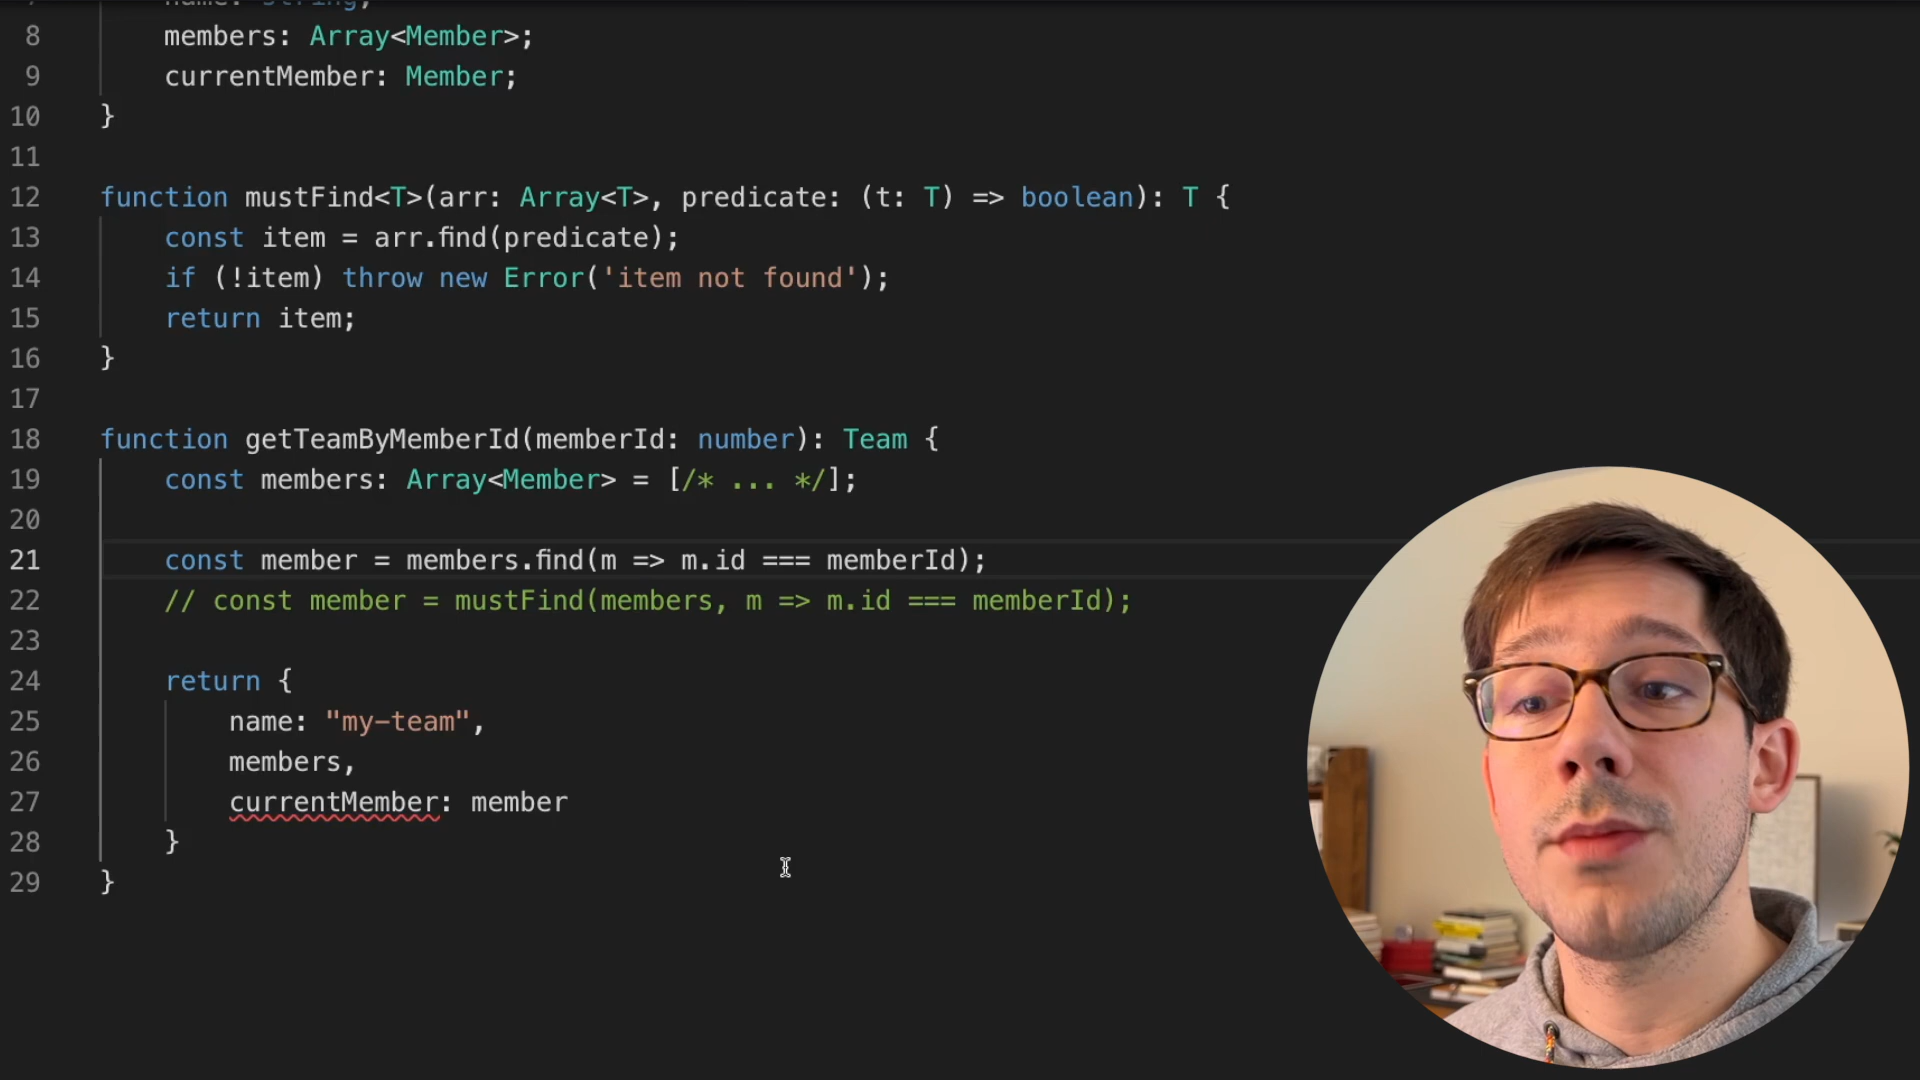 name: string;
8 members: Array<Member>;
9 currentMember: Member;
10 }
11
12 function mustFind<T>(arr: Array<T>, predicate: (t: T) => boolean): T {
13 const item = arr.find(predicate);
14 if (!item) throw new Error('item not found');
15 return item;
16 }
17
18 function getTeamByMemberId(memberId: number): Team {
19 const members: Array<Member> = [/* ... */];
20
21 const member = members.find(m => m.id === memberId);
22 // const member = mustFind(members, m => m.id === memberId);
23
24 return {
25 name: "my-team",
26 members,
27 currentMember: member
28 }
29 }